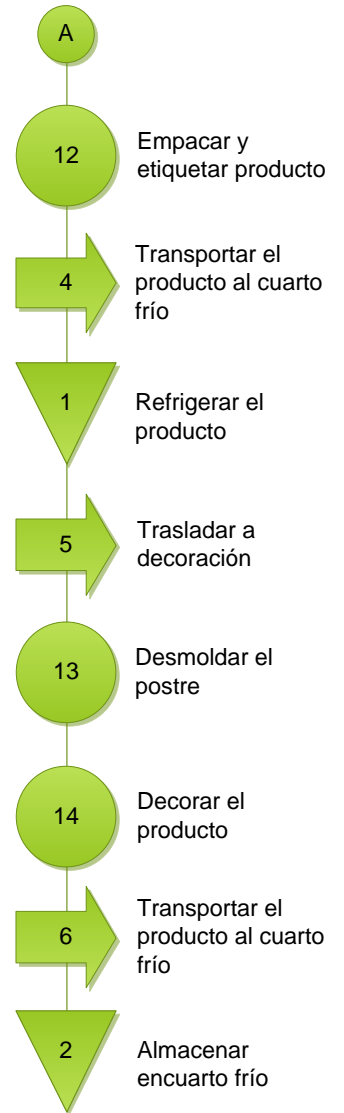 A
12
Empacar y
etiquetar producto
4
Transportar el
producto al cuarto
frío
1
Refrigerar el
producto
5
Trasladar a
decoración
13
Desmoldar el
postre
14
Decorar el
producto
6
Transportar el
producto al cuarto
frío
2
Almacenar
encuarto frío